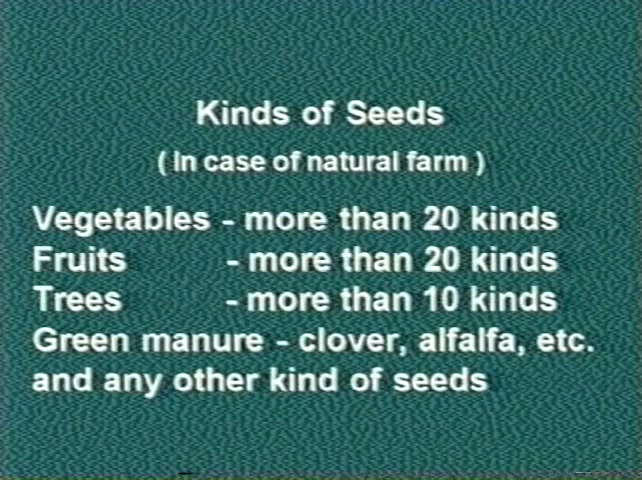 Kinds of Seeds
( In case of natural farm )
Vegetables - more than 20 kinds
Fruits - more than 20 kinds
Trees - more than 10 kinds
Green manure - clover, alfalfa, etc.
and any other kind of seeds